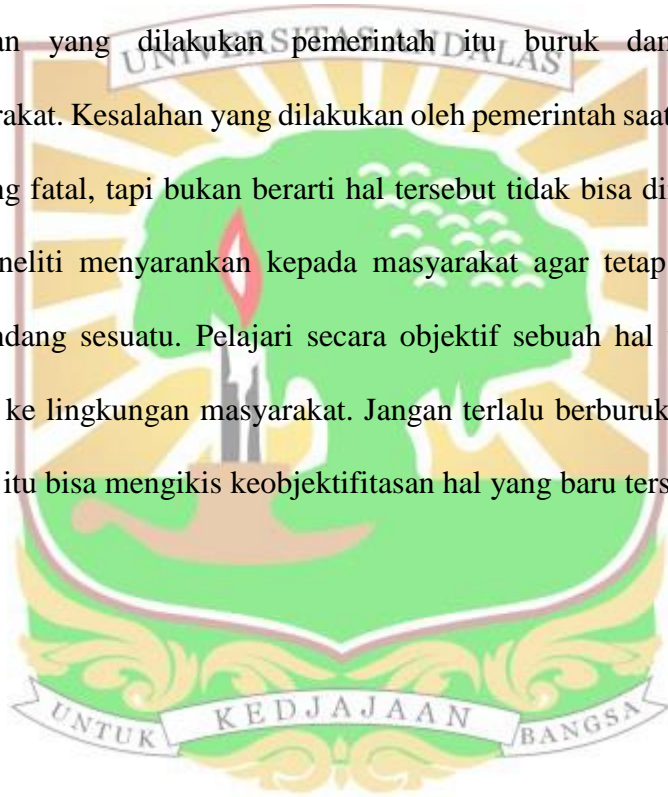 an yang dilakukan pemerintah itu buruk dan
UNIVERSITAS ANDALAS
rakat. Kesalahan yang dilakukan oleh pemerintah saat
ng fatal, tapi bukan berarti hal tersebut tidak bisa di
neliti menyarankan kepada masyarakat agar tetap
ndang sesuatu. Pelajari secara objektif sebuah hal
ke lingkungan masyarakat. Jangan terlalu berburuk
itu bisa mengikis keobjektifitasan hal yang baru ters
UNTUK KEDJAJAAN BANGSA